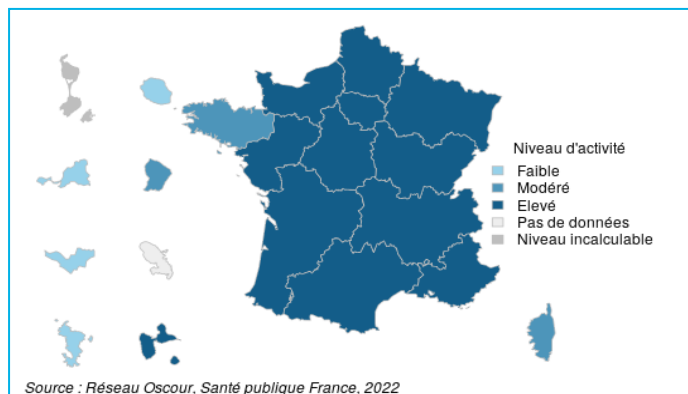 Niveau d'activité
Faible
Modéré
Elevé
Pas de données
Niveau incalculable
Source : Réseau Oscour, Santé publique France, 2022